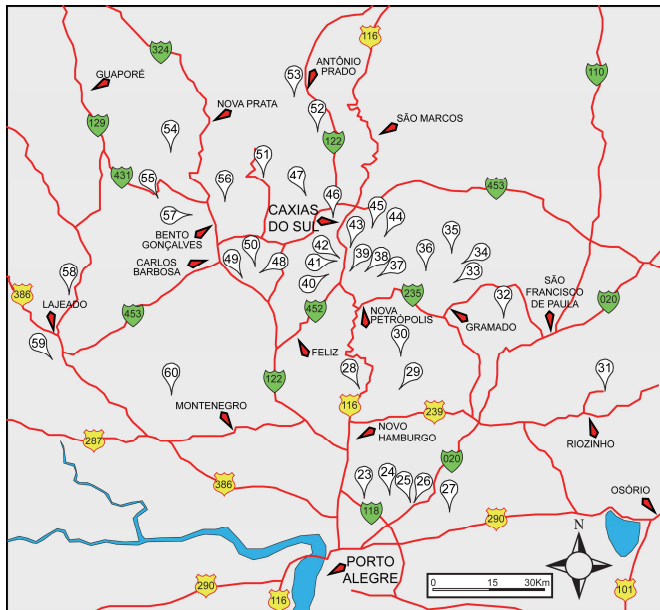 116
324
ANTÔNIO
PRADO
GUAPORÉ
53
110
NOVA PRATA
52
129
SÃO MARCOS
54
122
51
431
55
56
47
453
46
45
57
CAXIAS
DO SUL
44
43
BENTO
GONÇALVES
35
36
50
42
34
CARLOS
BARBOSA
49
48
41
39
38
37
33
58
40
SÃO
FRANCISCO
DE PAULA
386
235
32
020
LAJEADO
453
452
NOVA
PETRÓPOLIS
GRAMADO
30
59
FELIZ
60
122
28
29
31
116
239
MONTENEGRO
NOVO
HAMBURGO
RIOZINHO
287
020
386
23
24
25
26
27
OSÓRIO
118
290
N
PORTO
ALEGRE
0 15 30Km
290
116
101